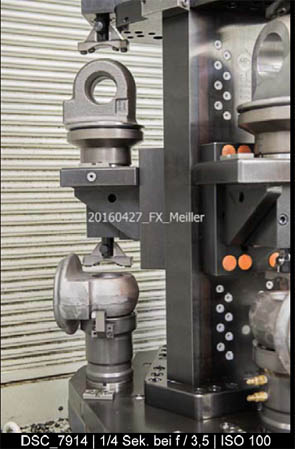 20160427_FX_Meiller
DSC_7914 | 1/4 Sek. bei f / 3,5 | ISO 100